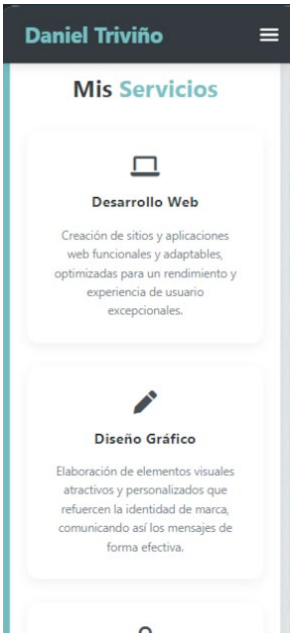 Daniel Triviño
Mis Servicios
Desarrollo Web
Creación de sitios y aplicaciones
web funcionales y adaptables,
optimizadas para un rendimiento y
experiencia de usuario
excepcionales.
Diseño Gráfico
Elaboración de elementos visuales
atractivos y personalizados que
refuercen la identidad de marca,
comunicando así los mensajes de
forma efectiva.